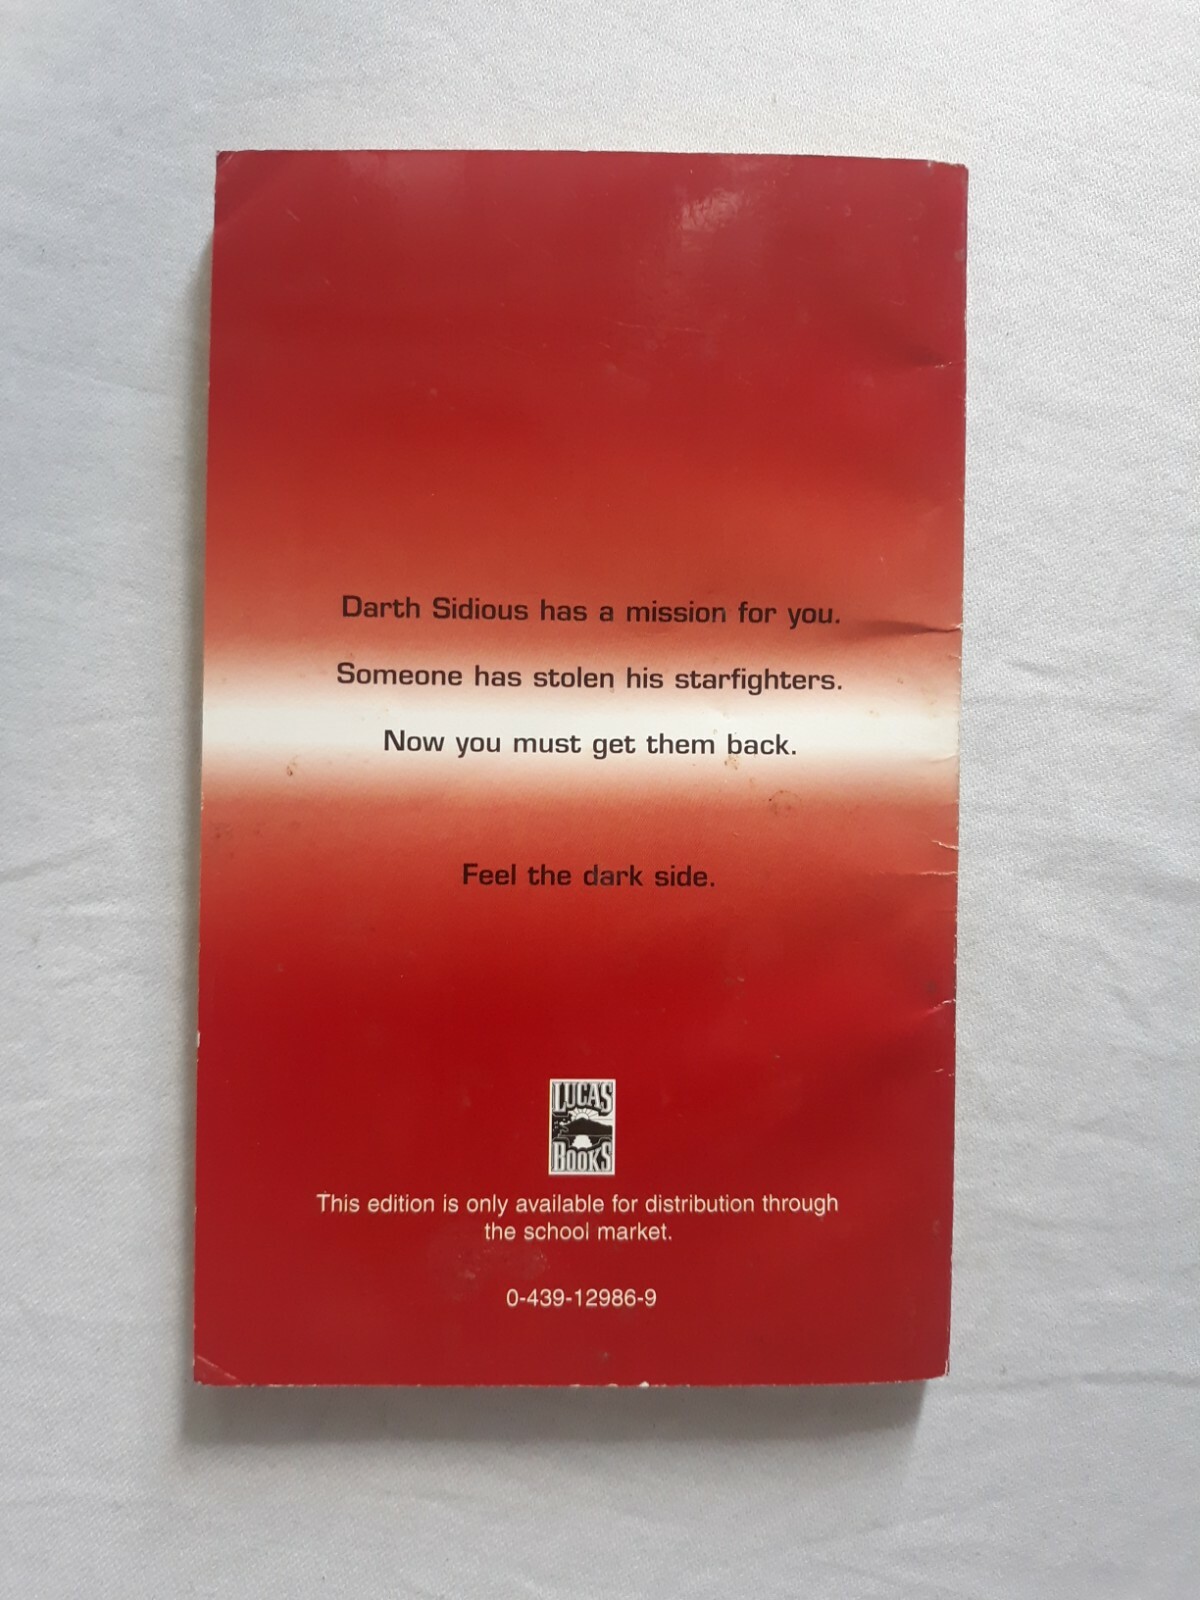 Darth Sidious has a mission for you.
Someone has stolen his starfighters.
Now you must get them back.
Feel the dark side.
LUCAS
BOOKS
This edition is only available for distribution through
the school market.
0-439-12986-9